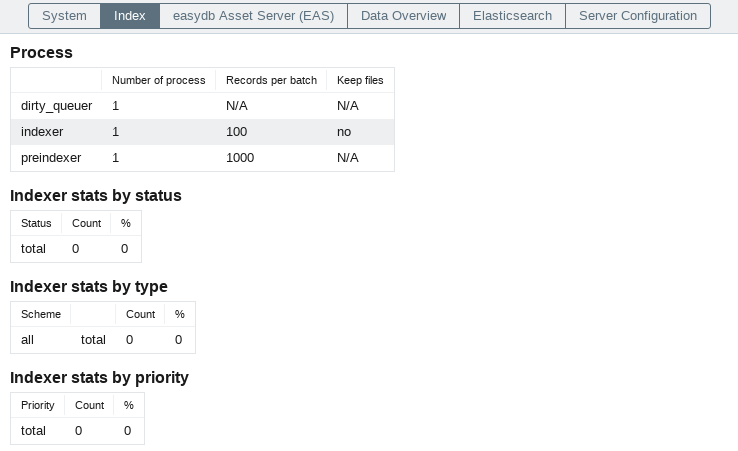 System Index easydb Asset Server (EAS) Data Overview Elasticsearch Server Configuration
Process
Number of process Records per batch Keep files
dirty_queuer 1 N/A N/A
indexer 1 100 no
preindexer 1 1000 N/A
Indexer stats by status
Status Count %
total 0 0
Indexer stats by type
Scheme Count %
all total 0 0
Indexer stats by priority
Priority Count %
total 0 0